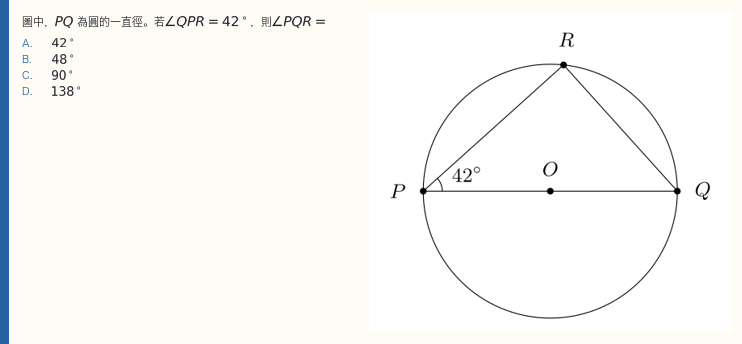 圖中，PQ 為圓的一直徑。若∠QPR = 42°，則∠PQR =
A. 42°
B. 48°
C. 90°
D. 138°
R
42°
O
P
Q